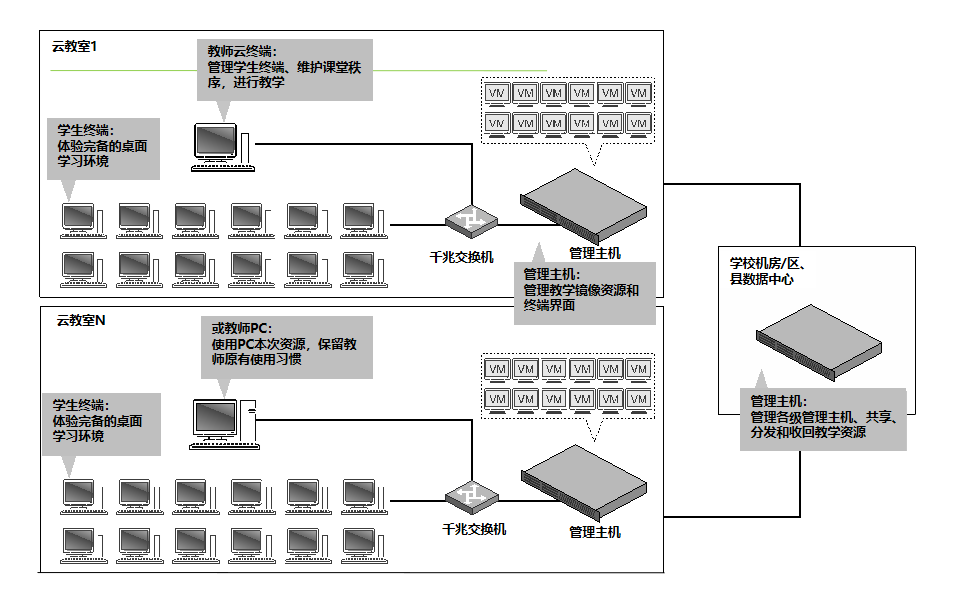 云教室1
教师云终端：
管理学生终端、维护课堂秩
序，进行教学
VM VM VM VM VM VM
VM VM VM VM VM VM
学生终端：
体验完备的桌面
学习环境
千兆交换机
管理主机
管理主机：
管理教学镜像资源和
终端界面
学校机房/区、
县数据中心
管理主机：
管理各级管理主机、共享、
分发和收回教学资源
云教室N
或教师PC：
使用PC本次资源，保留教
师原有使用习惯
VM VM VM VM VM VM
VM VM VM VM VM VM
学生终端：
体验完备的桌面
学习环境
千兆交换机
管理主机